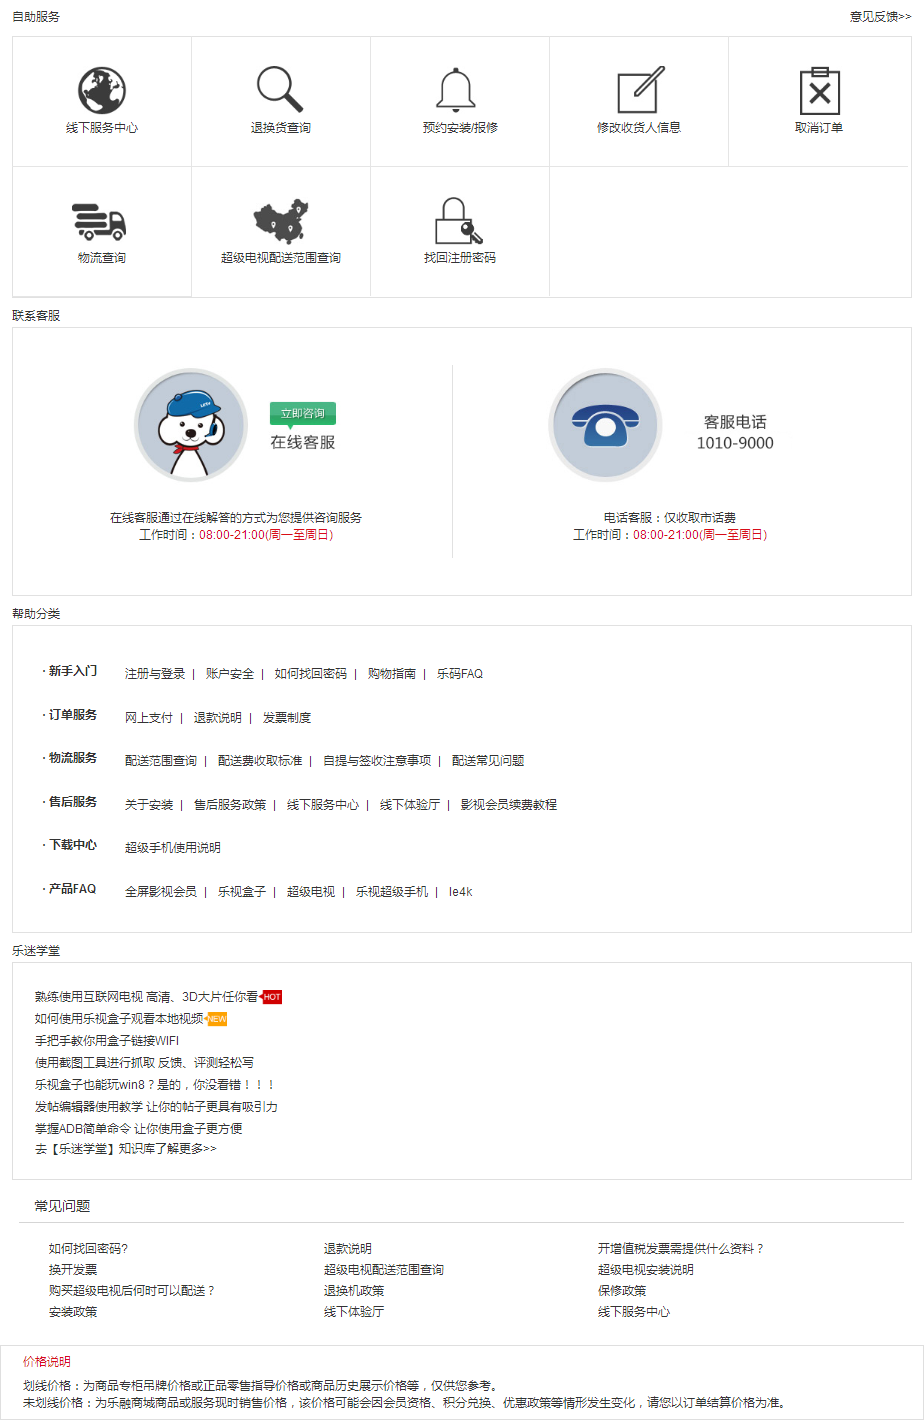 自助服务 意见反馈>>
线下服务中心 退换货查询 预约安装/报修 修改收货人信息 取消订单
物流查询 超级电视配送范围查询 找回注册密码
联系客服
立即咨询
在线客服
客服电话
1010-9000
在线客服通过在线解答的方式为您提供咨询服务
工作时间：08:00-21:00(周一至周日)
电话客服：仅收取市话费
工作时间：08:00-21:00(周一至周日)
帮助分类
· 新手入门 注册与登录 | 账户安全 | 如何找回密码 | 购物指南 | 乐码FAQ
· 订单服务 网上支付 | 退款说明 | 发票制度
· 物流服务 配送范围查询 | 配送费收取标准 | 自提与签收注意事项 | 配送常见问题
· 售后服务 关于安装 | 售后服务政策 | 线下服务中心 | 线下体验厅 | 影视会员续费教程
· 下载中心 超级手机使用说明
· 产品FAQ 全屏影视会员 | 乐视盒子 | 超级电视 | 乐视超级手机 | le4k
乐迷学堂
熟练使用互联网电视 高清、3D大片任你看 HOT
如何使用乐视盒子观看本地视频 NEW
手把手教你用盒子链接WIFI
使用截图工具进行抓取 反馈、评测轻松写
乐视盒子也能玩win8？是的，你没看错！！！
发帖编辑器使用教学 让你的帖子更具有吸引力
掌握ADB简单命令 让你使用盒子更方便
去【乐迷学堂】知识库了解更多>>
常见问题
如何找回密码? 退款说明 开增值税发票需提供什么资料？
换开发票 超级电视配送范围查询 超级电视安装说明
购买超级电视后何时可以配送？ 退换机政策 保修政策
安装政策 线下体验厅 线下服务中心
价格说明
划线价格：为商品专柜吊牌价格或正品零售指导价格或商品历史展示价格等，仅供您参考。
未划线价格：为乐融商城商品或服务现时销售价格，该价格可能会因会员资格、积分兑换、优惠政策等情形发生变化，请您以订单结算价格为准。